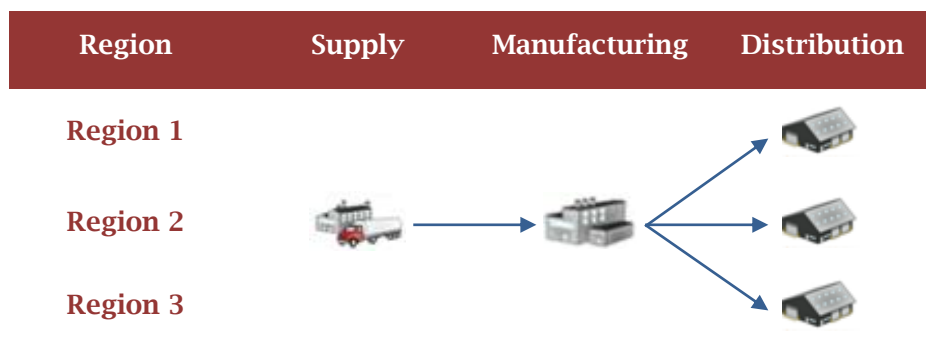 Region Supply Manufacturing Distribution
Region 1
Region 2
Region 3